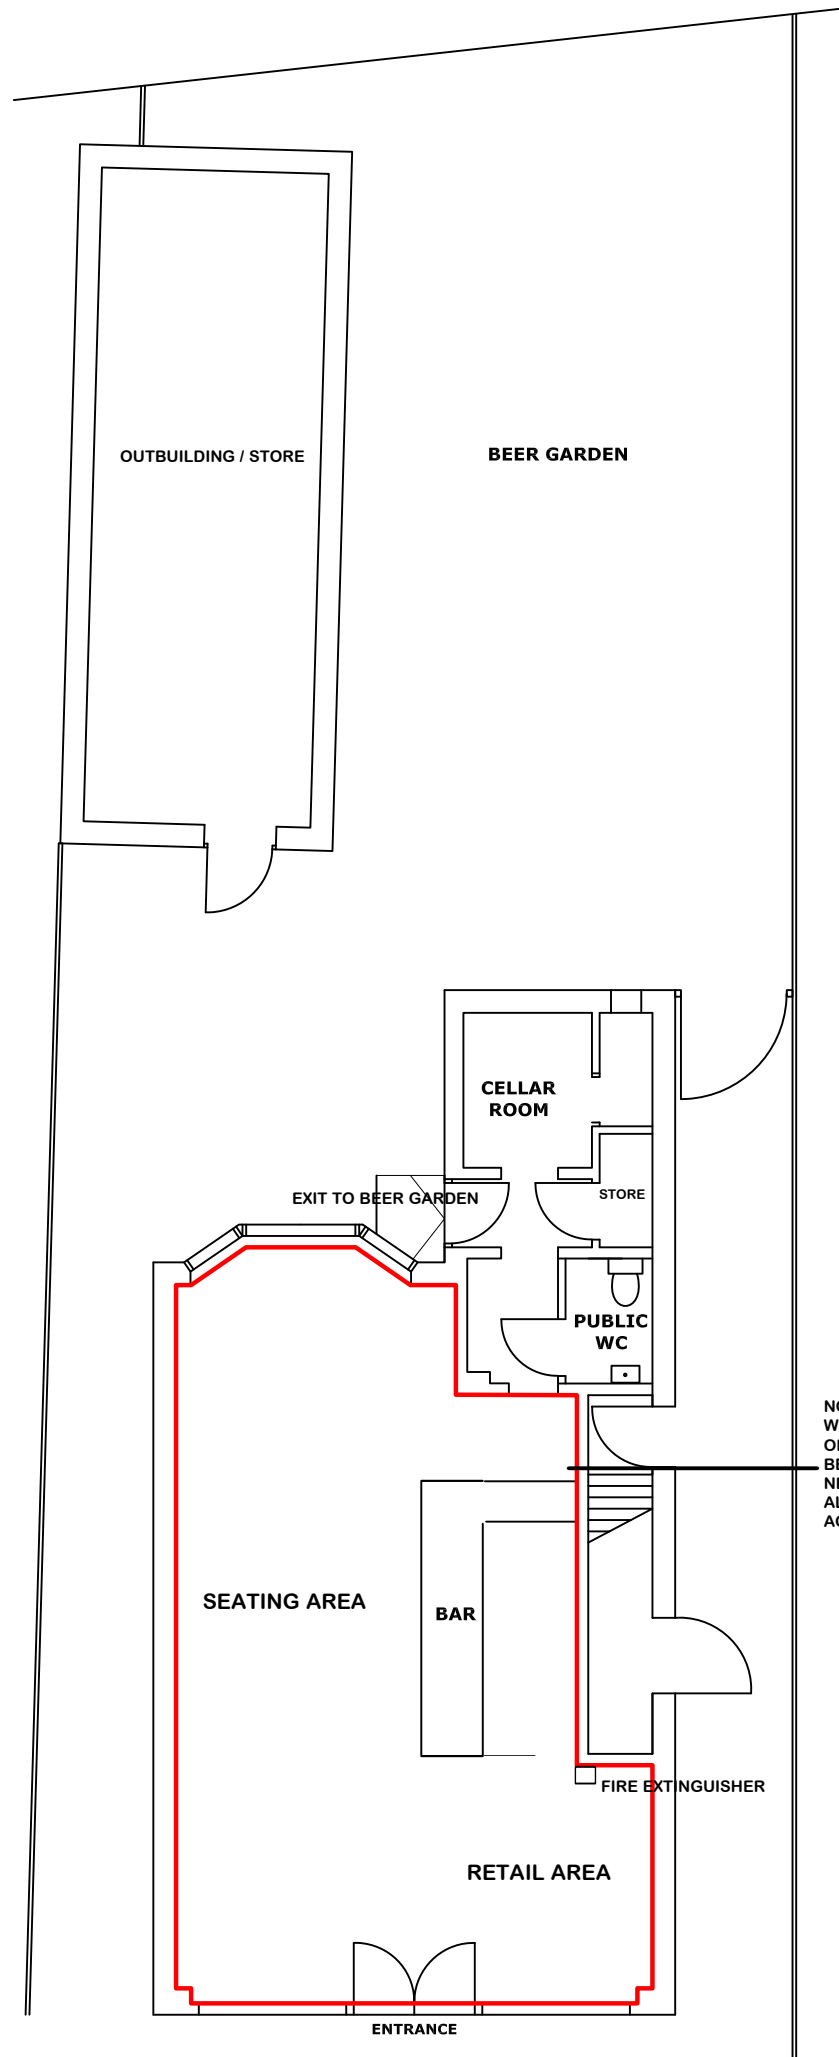 OUTBUILDING / STORE
BEER GARDEN
CELLAR
ROOM
EXIT TO BEER GARDEN
STORE
PUBLIC
WC
SEATING AREA
BAR
FIRE EXTINGUISHER
RETAIL AREA
ENTRANCE